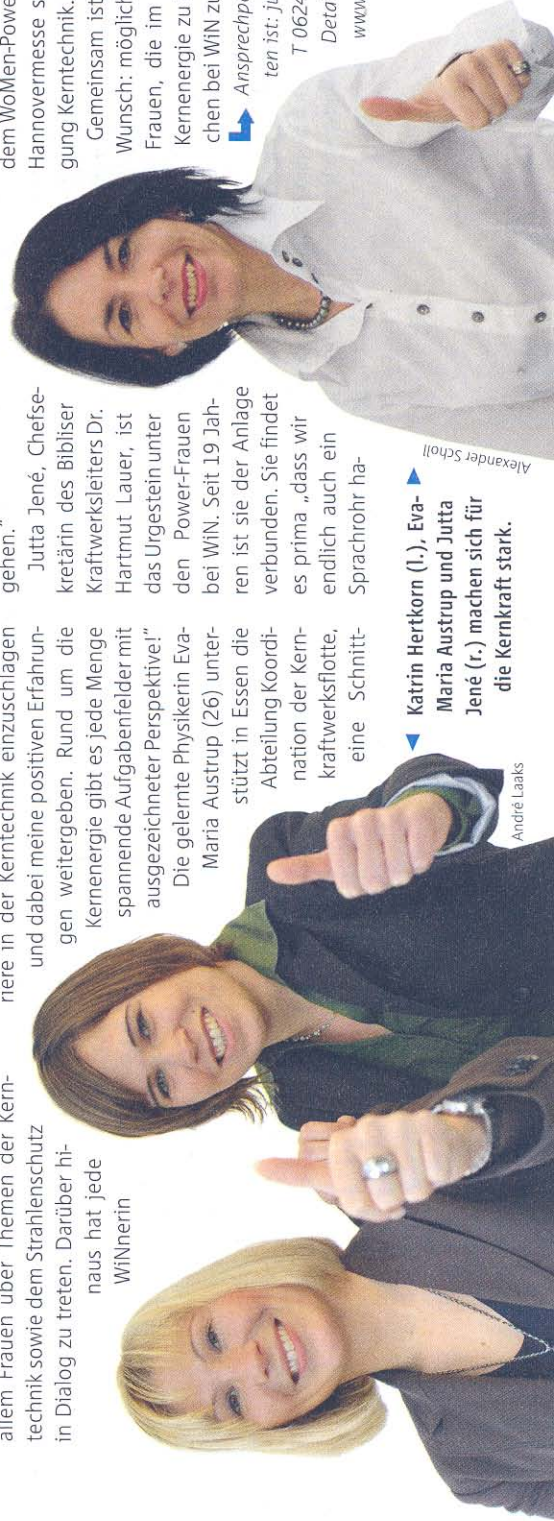 allem Frauen über Themen der Kern-
technik sowie dem Strahlenschutz
in Dialog zu treten. Darüber hi-
naus hat jede
WiNnerin
riere in der Kerntechnik einzuschlagen
und dabei meine positiven Erfahrun-
gen weitergeben. Rund um die
Kernenergie gibt es jede Menge
spannende Aufgabenfelder mit
ausgezeichneter Perspektive!“
Die gelernte Physikerin Eva-
Maria Austrup (26) unter-
stützt in Essen die
Abteilung Koordi-
nation der Kern-
kraftwerksflotte,
eine Schnitt-
gehen.“
Jutta Jené, Chefse-
kretärin des Bibliser
Kraftwerksleiters Dr.
Hartmut Lauer, ist
das Urgestein unter
den Power-Frauen
bei WiN. Seit 19 Jah-
ren ist sie der Anlage
verbunden. Sie findet
es prima „dass wir
endlich auch ein
Sprachrohr ha-
dem WoMen-Powe
Hannovermesse s
gung Kerntechnik.
Gemeinsam ist
Wunsch: möglich
Frauen, die im
Kernenergie zu
chen bei WiN zu
Ansprechpe
ten ist: Ju
T 0624
Deta
www
◀ Katrin Hertkorn (l.), Eva- ▶
Maria Austrup und Jutta
Jené (r.) machen sich für
die Kernkraft stark.
André Laaks
Alexander Scholl